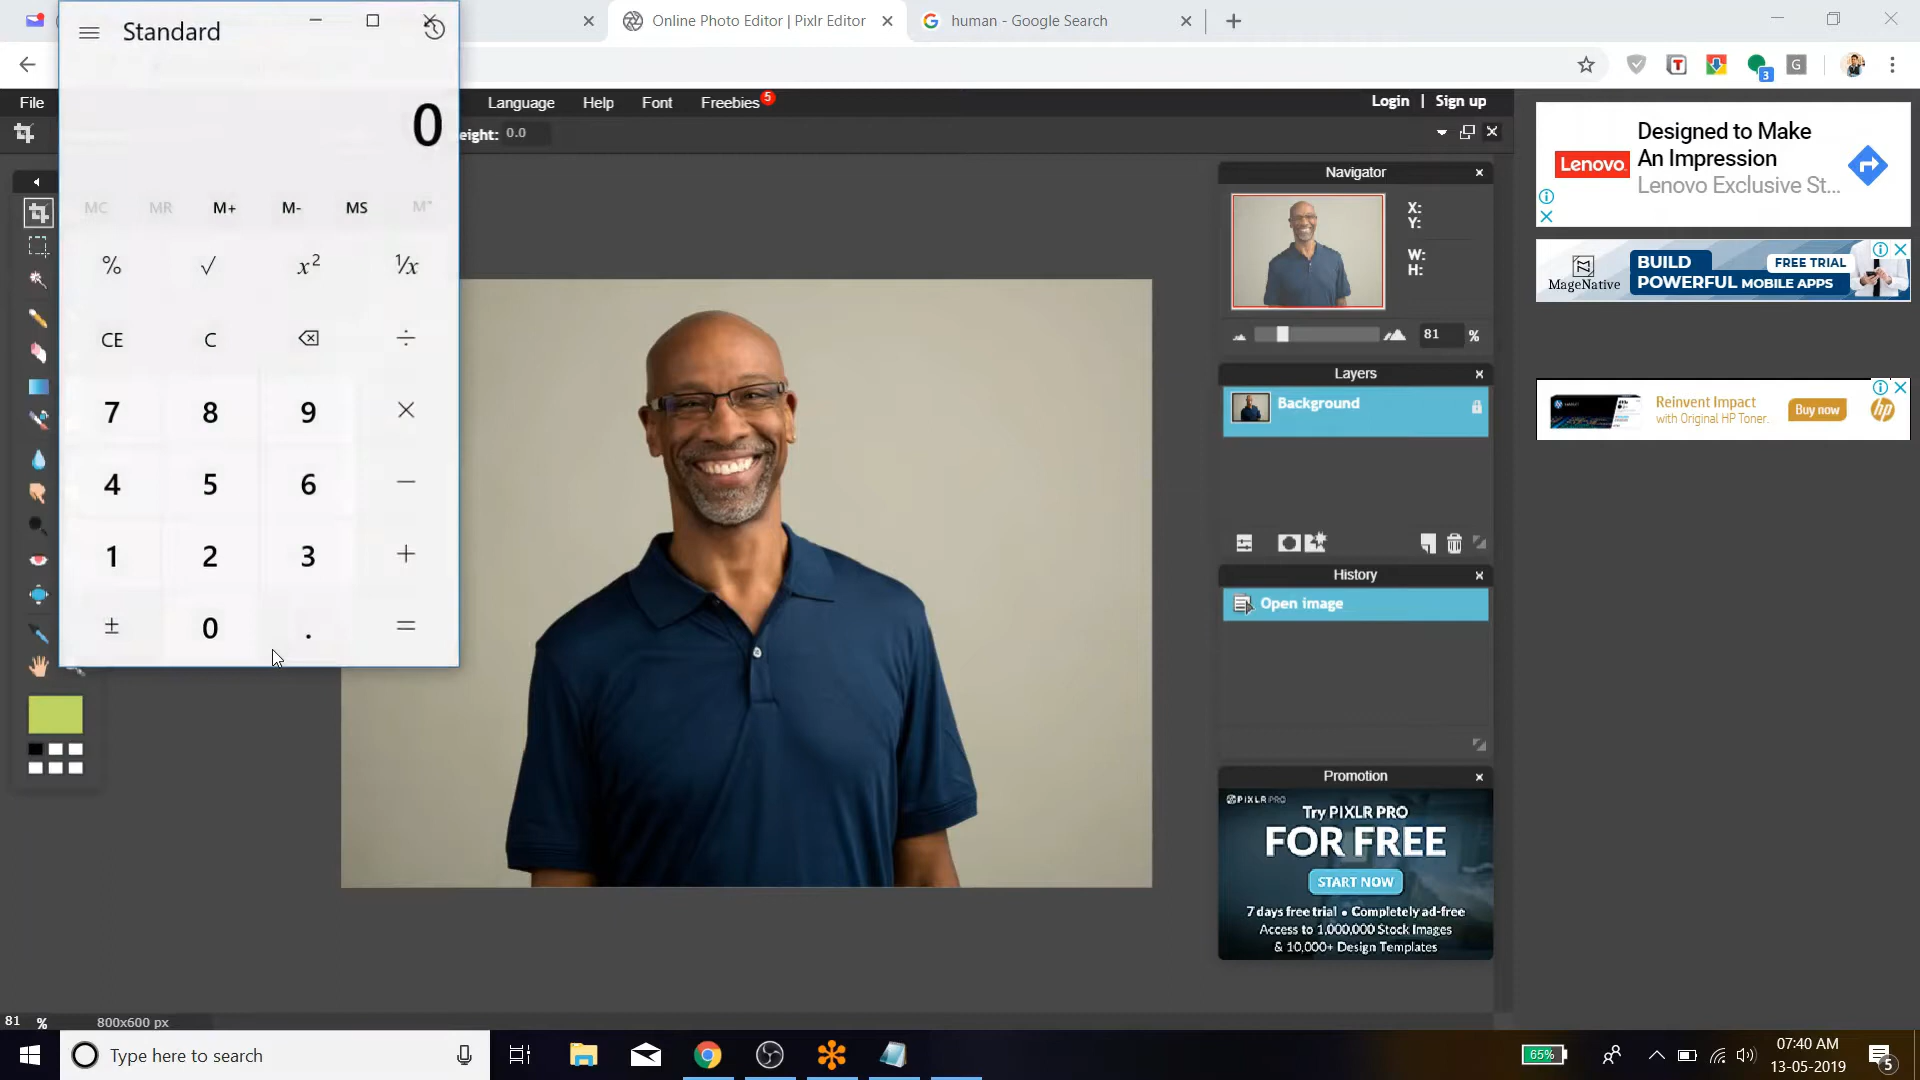 Standard
Online Photo Editor | Pixlr Editor
human - Google Search
File
Language
Help
Font
Freebies
5
Login | Sign up
eight: 0.0
0
MC
MR
M+
M-
MS
%
√
x²
¹/x
CE
C
÷
7
8
9
×
4
5
6
−
1
2
3
+
±
0
.
=
Navigator
X:
Y:
W:
H:
81 %
Layers
Background
History
Open image
Promotion
PIXLR PRO
Try PIXLR PRO
FOR FREE
START NOW
7 days free trial • Completely ad-free
Access to 1,000,000 Stock Images
& 10,000+ Design Templates
T
3
G
Lenovo
Designed to Make
An Impression
Lenovo Exclusive St...
MageNative
BUILD
POWERFUL MOBILE APPS
FREE TRIAL
Reinvent Impact
with Original HP Toner.
Buy now
hp
81 %
800x600 px
Type here to search
65%
07:40 AM
13-05-2019
5